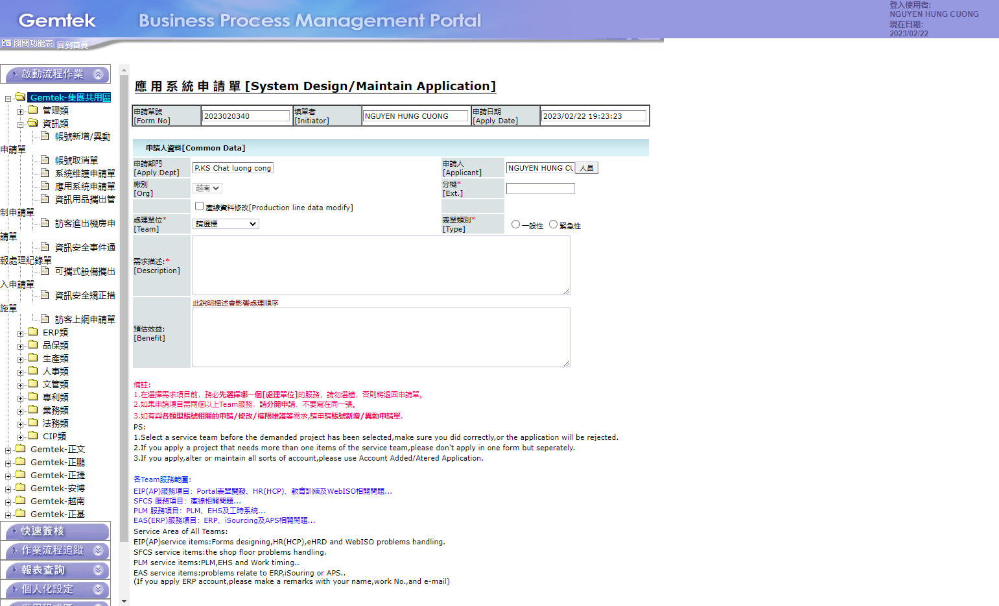 Gemtek
Business Process Management Portal
登入使用者:
NGUYEN HUNG CUONG
現在日期:
2023/02/22
關閉功能表 回到首頁
啟動流程作業
Gemtek-集團共用區
管理類
資訊類
帳號新增/異動
申請單
帳號取消單
系統維護申請單
應用系統申請單
資訊用品攜出管
制申請單
訪客進出機房申
請單
資訊安全事件通
報處理紀錄單
可攜式設備攜出
入申請單
資訊安全矯正措
施單
訪客上網申請單
ERP類
品保類
生產類
人事類
文管類
專利類
業務類
法務類
CIP類
Gemtek-正文
Gemtek-正鵬
Gemtek-正捷
Gemtek-安博
Gemtek-越南
Gemtek-正基
快速簽核
作業流程追蹤
報表查詢
個人化設定
應用系統申請單 [System Design/Maintain Application]
申請單號
[Form No]
2023020340
填單者
[Initiator]
NGUYEN HUNG CUONG
申請日期
[Apply Date]
2023/02/22 19:23:23
申請人資料[Common Data]
申請部門
[Apply Dept]
P.KS Chat luong cong
申請人
[Applicant]
NGUYEN HUNG CU
人員
廠別
[Org]
越南
分機*
[Ext.]
產線資料修改[Production line data modify]
處理單位*
[Team]
請選擇
表單類別*
[Type]
一般性 緊急性
需求描述:*
[Description]
此說明描述會影響處理順序
預估效益:
[Benefit]
備註:
1.在選擇需求項目前，務必先選擇哪一個[處理單位]的服務，請勿選錯，否則將退回申請單。
2.如果申請項目需兩個以上Team服務，請分開申請，不要寫在同一張。
3.如有與各類型賬號相關的申請/修改/權限維護等需求,請申請賬號新增/異動申請單.
PS:
1.Select a service team before the demanded project has been selected,make sure you did correctly,or the application will be rejected.
2.If you apply a project that needs more than one items of the service team,please don't apply in one form but seperately.
3.If you apply,alter or maintain all sorts of account,please use Account Added/Atered Application.
各Team服務範圍:
EIP(AP)服務項目：Portal表單開發、HR(HCP)、教育訓練及WebISO相關問題...
SFCS 服務項目：產線相關問題...
PLM 服務項目：PLM、EHS及工時系統...
EAS(ERP)服務項目：ERP、iSourcing及APS相關問題...
Service Area of All Teams:
EIP(AP)service items:Forms designing,HR(HCP),eHRD and WebISO problems handling.
SFCS service items:the shop floor problems handling.
PLM service items:PLM,EHS and Work timing..
EAS service items:problems relate to ERP,iSouring or APS..
(If you apply ERP account,please make a remarks with your name,work No.,and e-mail)